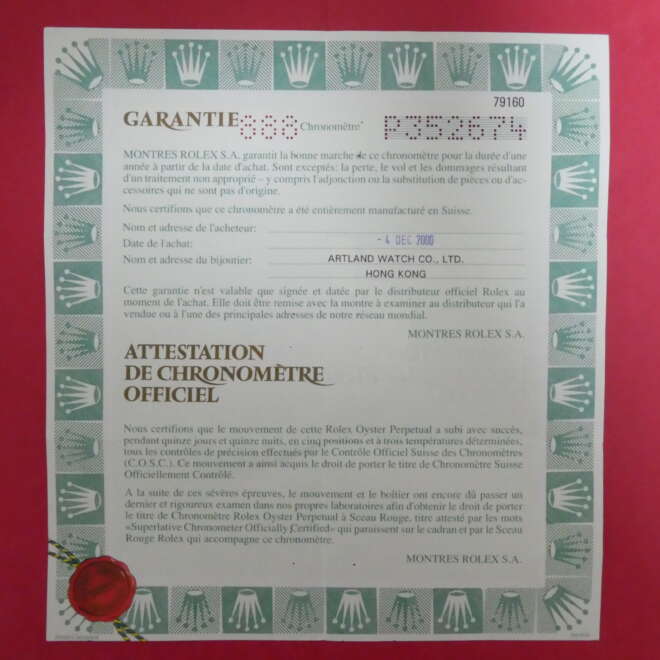 79160
GARANTIE 888 Chronomètre P352674
MONTRES ROLEX S.A. garantit la bonne marche de ce chronomètre pour la durée d'une
année à partir de la date d'achat. Sont exceptés: la perte, le vol et les dommages résultant
d'un traitement non approprié – y compris l'adjonction ou la substitution de pièces ou d'ac-
cessoires qui ne sont pas d'origine.
Nous certifions que ce chronomètre a été entièrement manufacturé en Suisse.
Nom et adresse de l'acheteur:
Date de l'achat: - 4 DEC 2000
Nom et adresse du bijoutier: ARTLAND WATCH CO., LTD.
HONG KONG
Cette garantie n'est valable que signée et datée par le distributeur officiel Rolex au
moment de l'achat. Elle doit être remise avec la montre à examiner au distributeur qui l'a
vendue ou à l'une des principales adresses de notre réseau mondial.
MONTRES ROLEX S.A.
ATTESTATION
DE CHRONOMÈTRE
OFFICIEL
Nous certifions que le mouvement de cette Rolex Oyster Perpetual a subi avec succès,
pendant quinze jours et quinze nuits, en cinq positions et à trois températures déterminées,
tous les contrôles de précision effectués par le Contrôle Officiel Suisse des Chronomètres
(C.O.S.C.). Ce mouvement a ainsi acquis le droit de porter le titre de Chronomètre Suisse
Officiellement Contrôlé.
A la suite de ces sévères épreuves, le mouvement et le boîtier ont encore dû passer un
dernier et rigoureux examen dans nos propres laboratoires afin d'obtenir le droit de porter
le titre de Chronomètre Rolex Oyster Perpetual à Sceau Rouge, titre attesté par les mots
«Superlative Chronometer Officially Certified» qui paraissent sur le cadran et par le Sceau
Rouge Rolex qui accompagne ce chronomètre.
MONTRES ROLEX S.A.